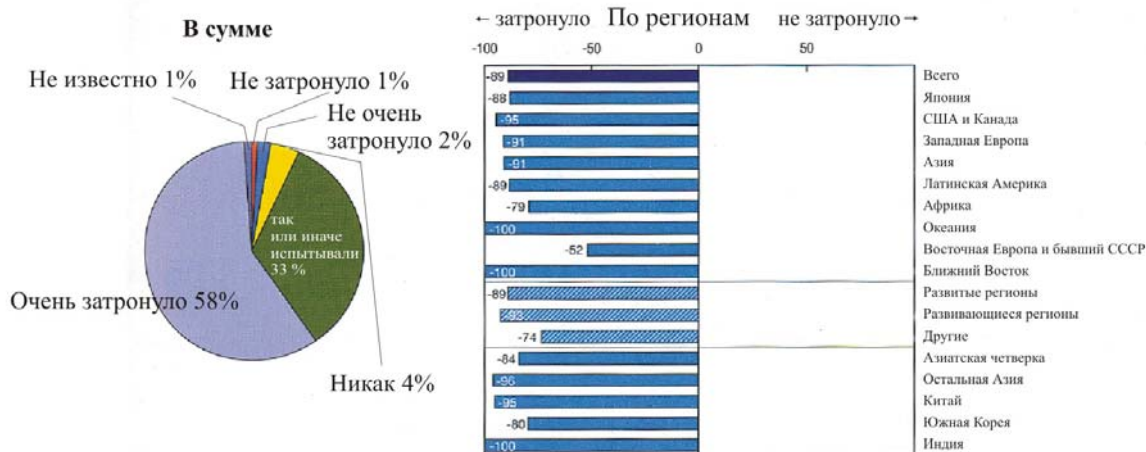 В сумме
Не известно 1%
Не затронуло 1%
Не очень
затронуло 2%
так
или иначе
испытывали
33 %
Очень затронуло 58%
Никак 4%
← затронуло По регионам не затронуло →
-100 -50 0 50
-89 Всего
-88 Япония
-95 США и Канада
-91 Западная Европа
-91 Азия
-89 Латинская Америка
-79 Африка
-100 Океания
-52 Восточная Европа и бывший СССР
-100 Ближний Восток
-89 Развитые регионы
-93 Развивающиеся регионы
-74 Другие
-84 Азиатская четверка
-96 Остальная Азия
-95 Китай
-80 Южная Корея
-100 Индия